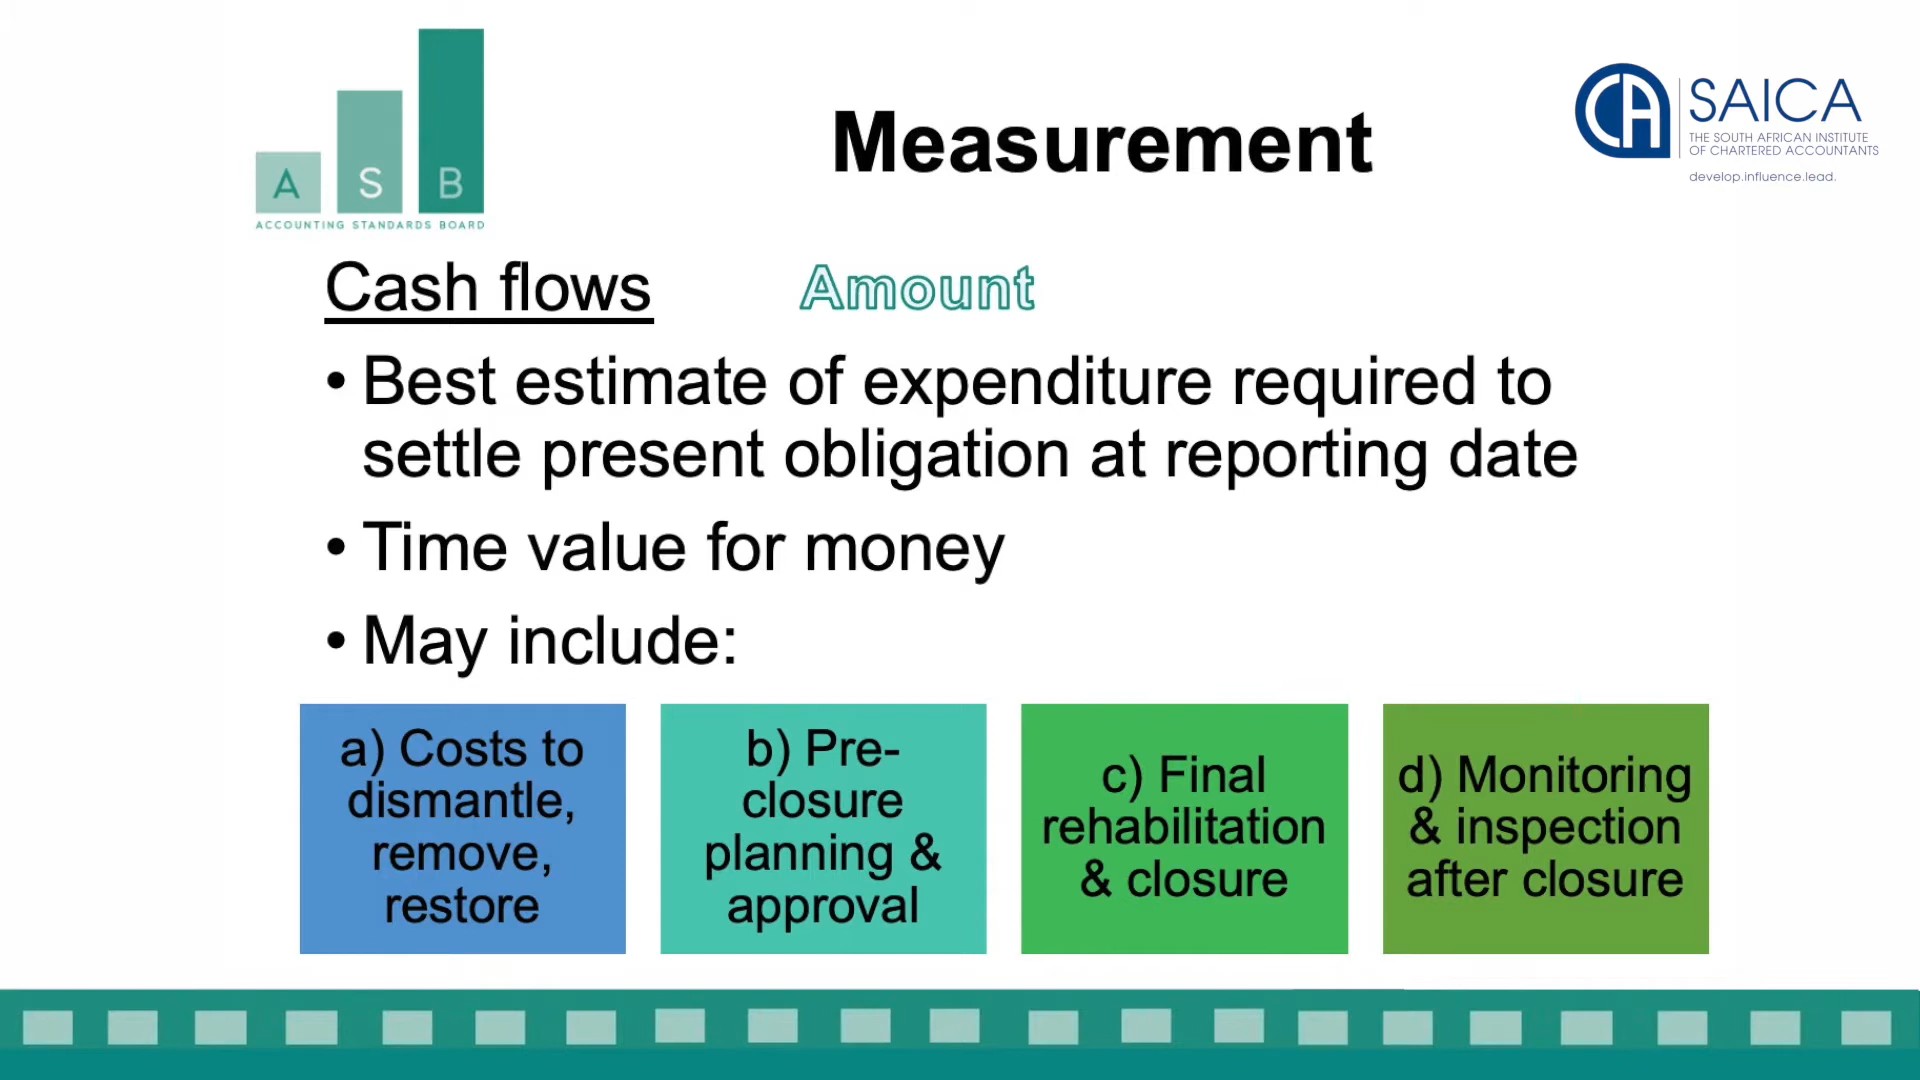 A S B
ACCOUNTING STANDARDS BOARD
Measurement
CA
SAICA
THE SOUTH AFRICAN INSTITUTE
OF CHARTERED ACCOUNTANTS
develop.influence.lead.
Cash flows
Amount
• Best estimate of expenditure required to
settle present obligation at reporting date
• Time value for money
• May include:
a) Costs to
dismantle,
remove,
restore
b) Pre-
closure
planning &
approval
c) Final
rehabilitation
& closure
d) Monitoring
& inspection
after closure